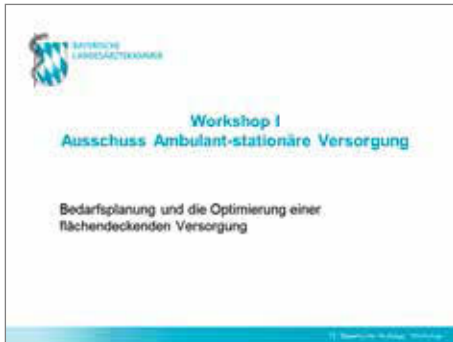 BAYERISCHE
LANDESÄRZTEKAMMER
Workshop I
Ausschuss Ambulant-stationäre Versorgung
Bedarfsplanung und die Optimierung einer
flächendeckenden Versorgung